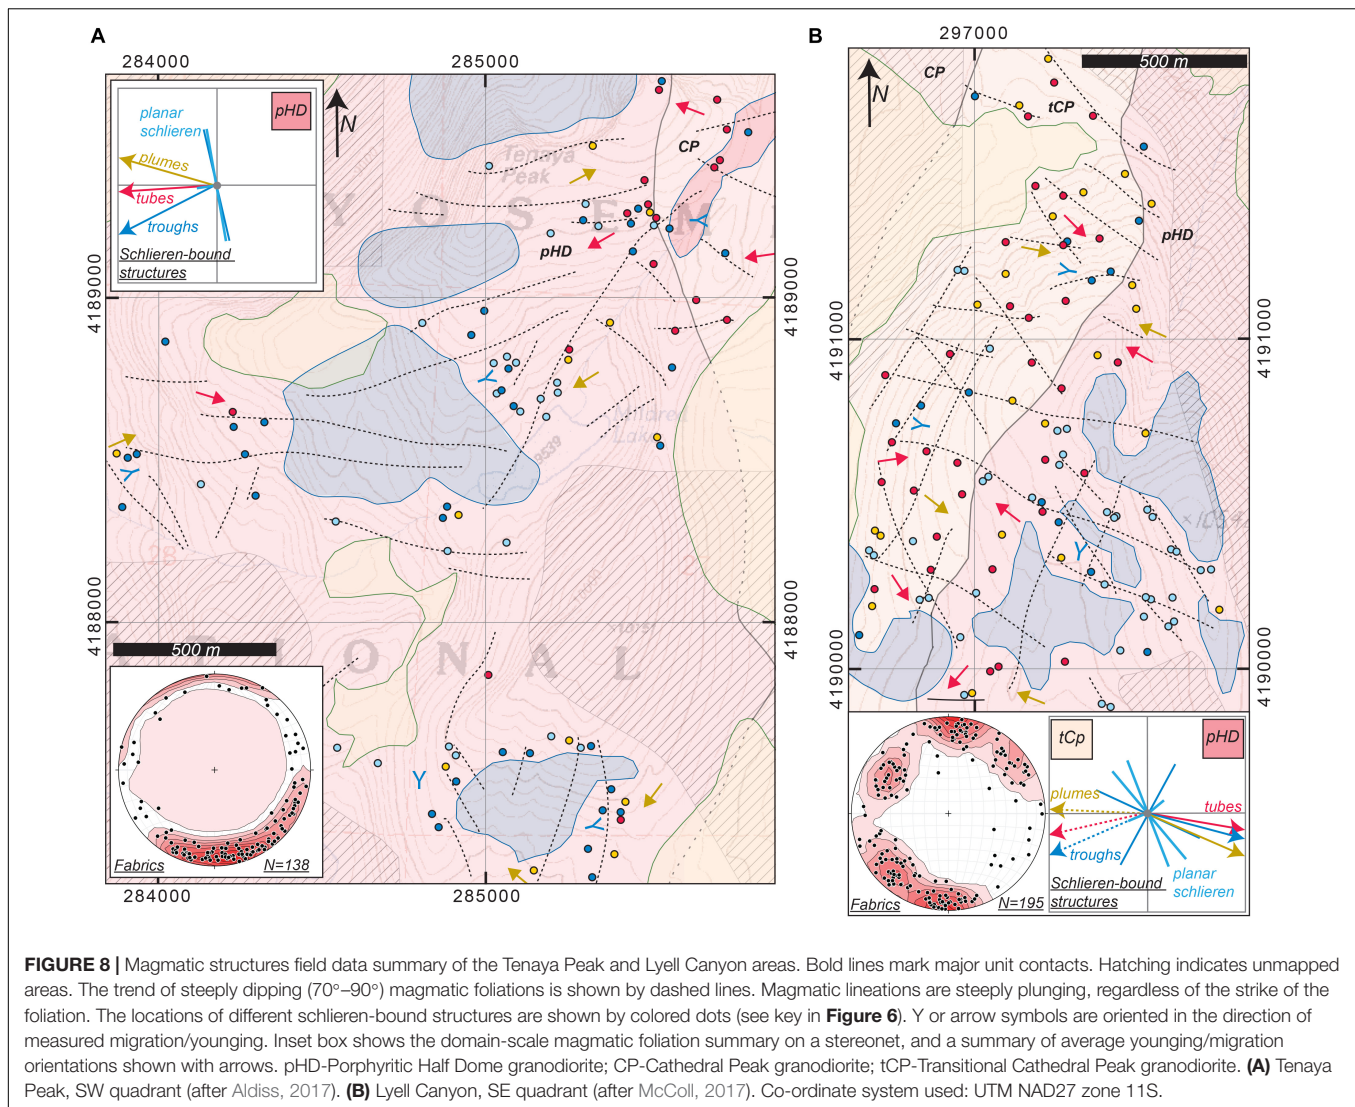 A
284000
285000
B
297000
planar
schlieren
pHD
plumes
tubes
troughs
Schlieren-bound
structures
N
Tenaya
Peak
CP
Y O S E M
pHD
Y
4189000
4189000
Y
Mildred
Lake
9539
Y
2B
4188000
4188000
500 m
T I O N A L
Y
Y
Fabrics
N=138
284000
285000
CP
500 m
N
tCP
pHD
Y
4191000
4191000
Y
Y
4190000
4190000
Fabrics
N=195
tCp
pHD
plumes
tubes
troughs
planar
schlieren
Schlieren-bound
structures
FIGURE 8 | Magmatic structures field data summary of the Tenaya Peak and Lyell Canyon areas. Bold lines mark major unit contacts. Hatching indicates unmapped
areas. The trend of steeply dipping (70°–90°) magmatic foliations is shown by dashed lines. Magmatic lineations are steeply plunging, regardless of the strike of the
foliation. The locations of different schlieren-bound structures are shown by colored dots (see key in Figure 6). Y or arrow symbols are oriented in the direction of
measured migration/younging. Inset box shows the domain-scale magmatic foliation summary on a stereonet, and a summary of average younging/migration
orientations shown with arrows. pHD-Porphyritic Half Dome granodiorite; CP-Cathedral Peak granodiorite; tCP-Transitional Cathedral Peak granodiorite. (A) Tenaya
Peak, SW quadrant (after Aldiss, 2017). (B) Lyell Canyon, SE quadrant (after McColl, 2017). Co-ordinate system used: UTM NAD27 zone 11S.